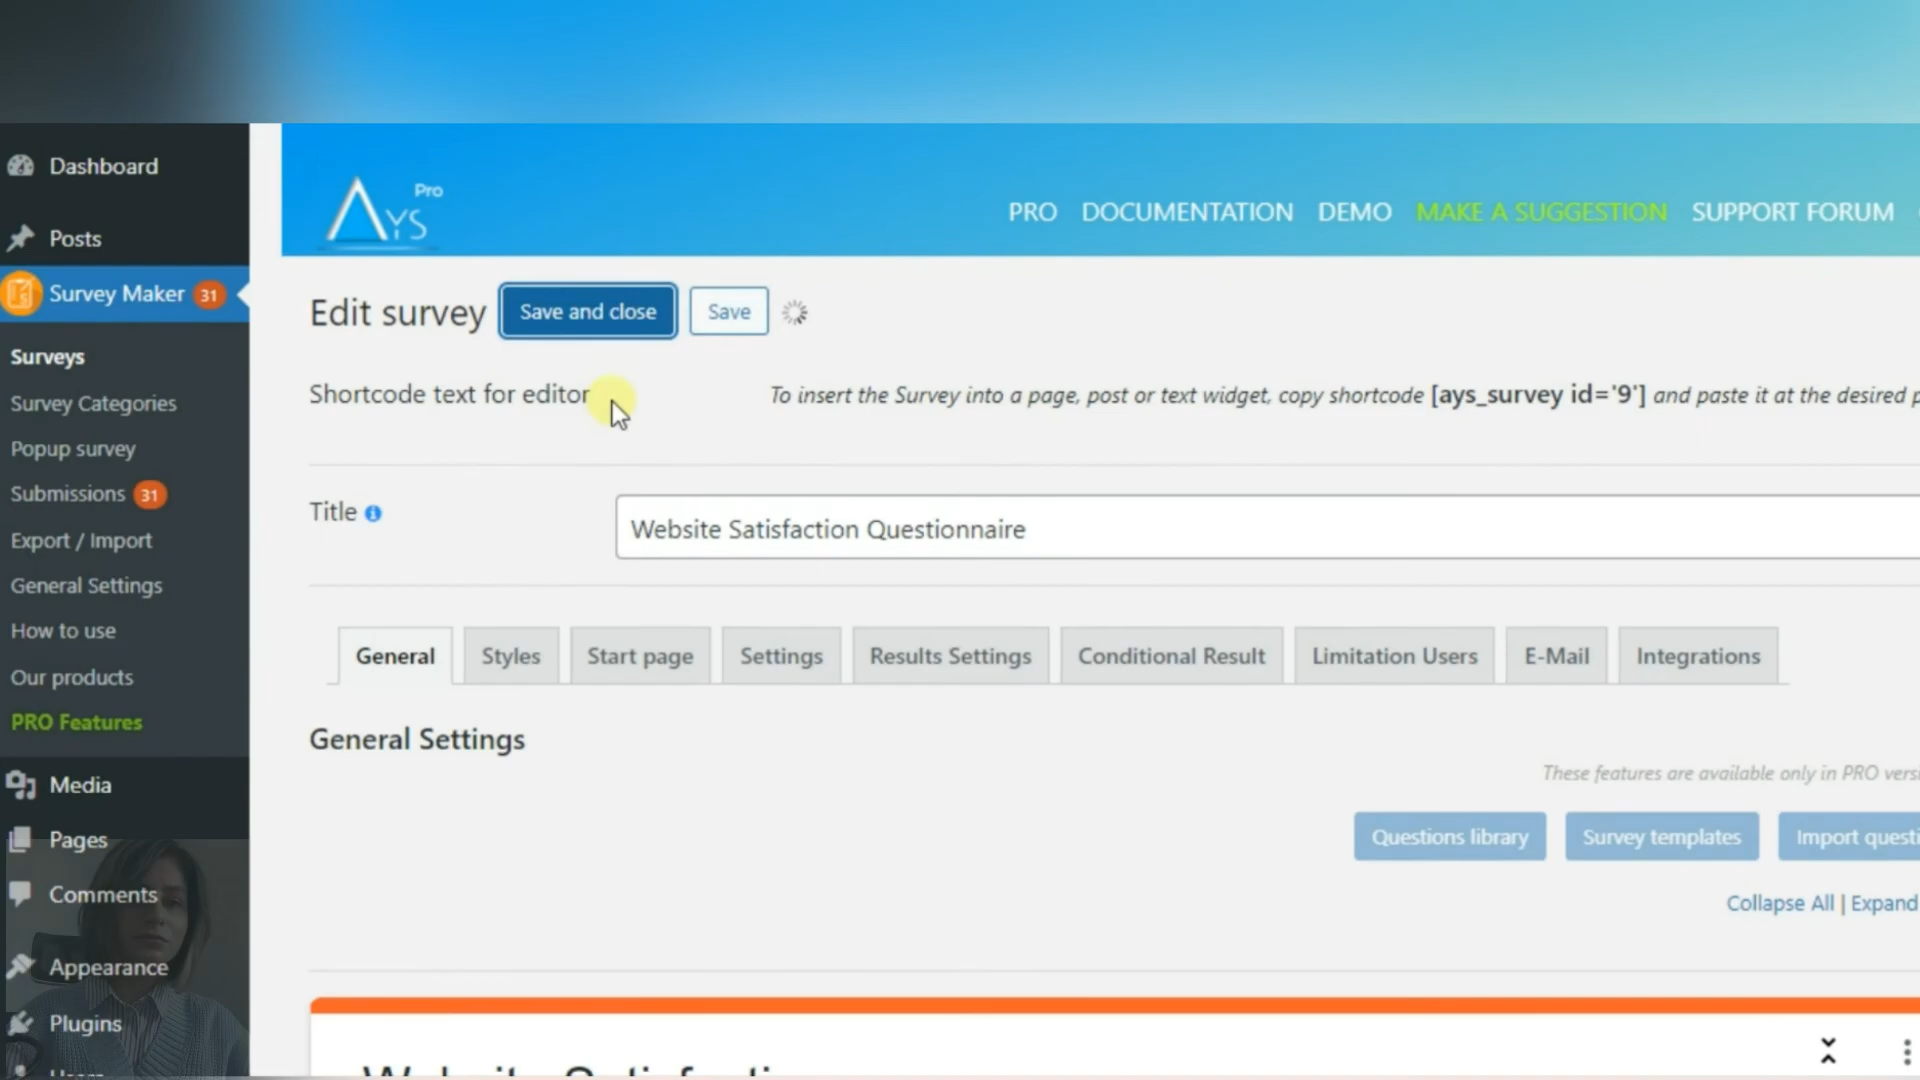 Dashboard
Posts
Survey Maker 31
Surveys
Survey Categories
Popup survey
Submissions 31
Export / Import
General Settings
How to use
Our products
PRO Features
Media
Pages
Comments
Appearance
Plugins
AYS Pro
PRO DOCUMENTATION DEMO MAKE A SUGGESTION SUPPORT FORUM
Edit survey Save and close Save
Shortcode text for editor To insert the Survey into a page, post or text widget, copy shortcode [ays_survey id='9'] and paste it at the desired p
Title
Website Satisfaction Questionnaire
General Styles Start page Settings Results Settings Conditional Result Limitation Users E-Mail Integrations
General Settings
These features are available only in PRO versi
Questions library Survey templates Import questi
Collapse All | Expand